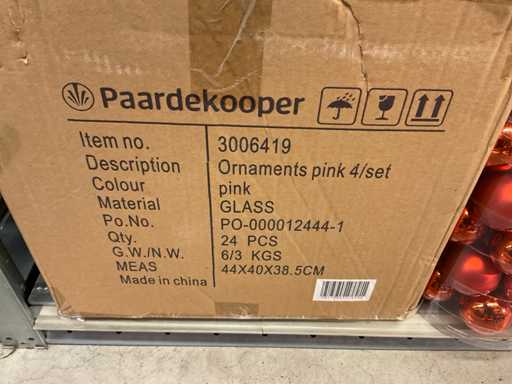 Paardekooper
Item no. 3006419
Description Ornaments pink 4/set
Colour pink
Material GLASS
Po.No. PO-000012444-1
Qty. 24 PCS
G.W./N.W. 6/3 KGS
MEAS 44X40X38.5CM
Made in china